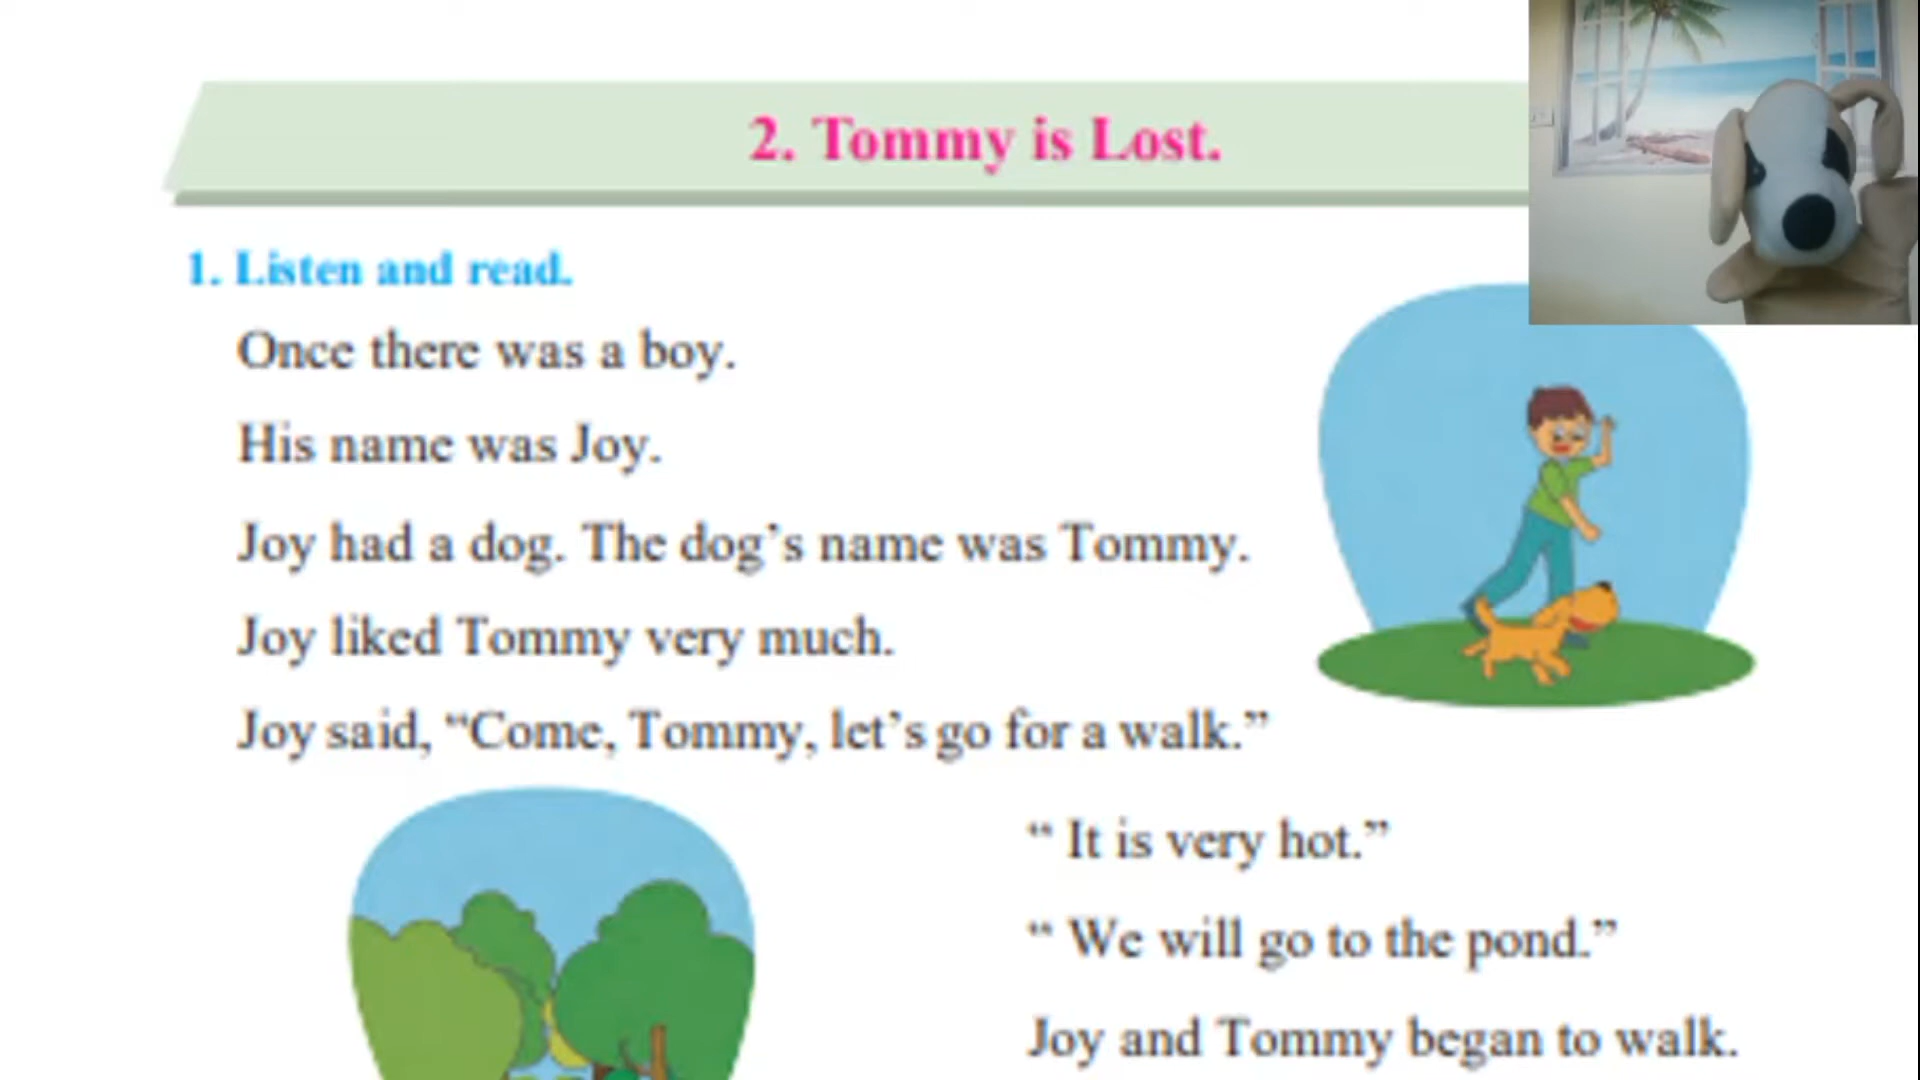 2. Tommy is Lost.
1. Listen and read.
Once there was a boy.
His name was Joy.
Joy had a dog. The dog’s name was Tommy.
Joy liked Tommy very much.
Joy said, “Come, Tommy, let’s go for a walk.”
“ It is very hot.”
“ We will go to the pond.”
Joy and Tommy began to walk.